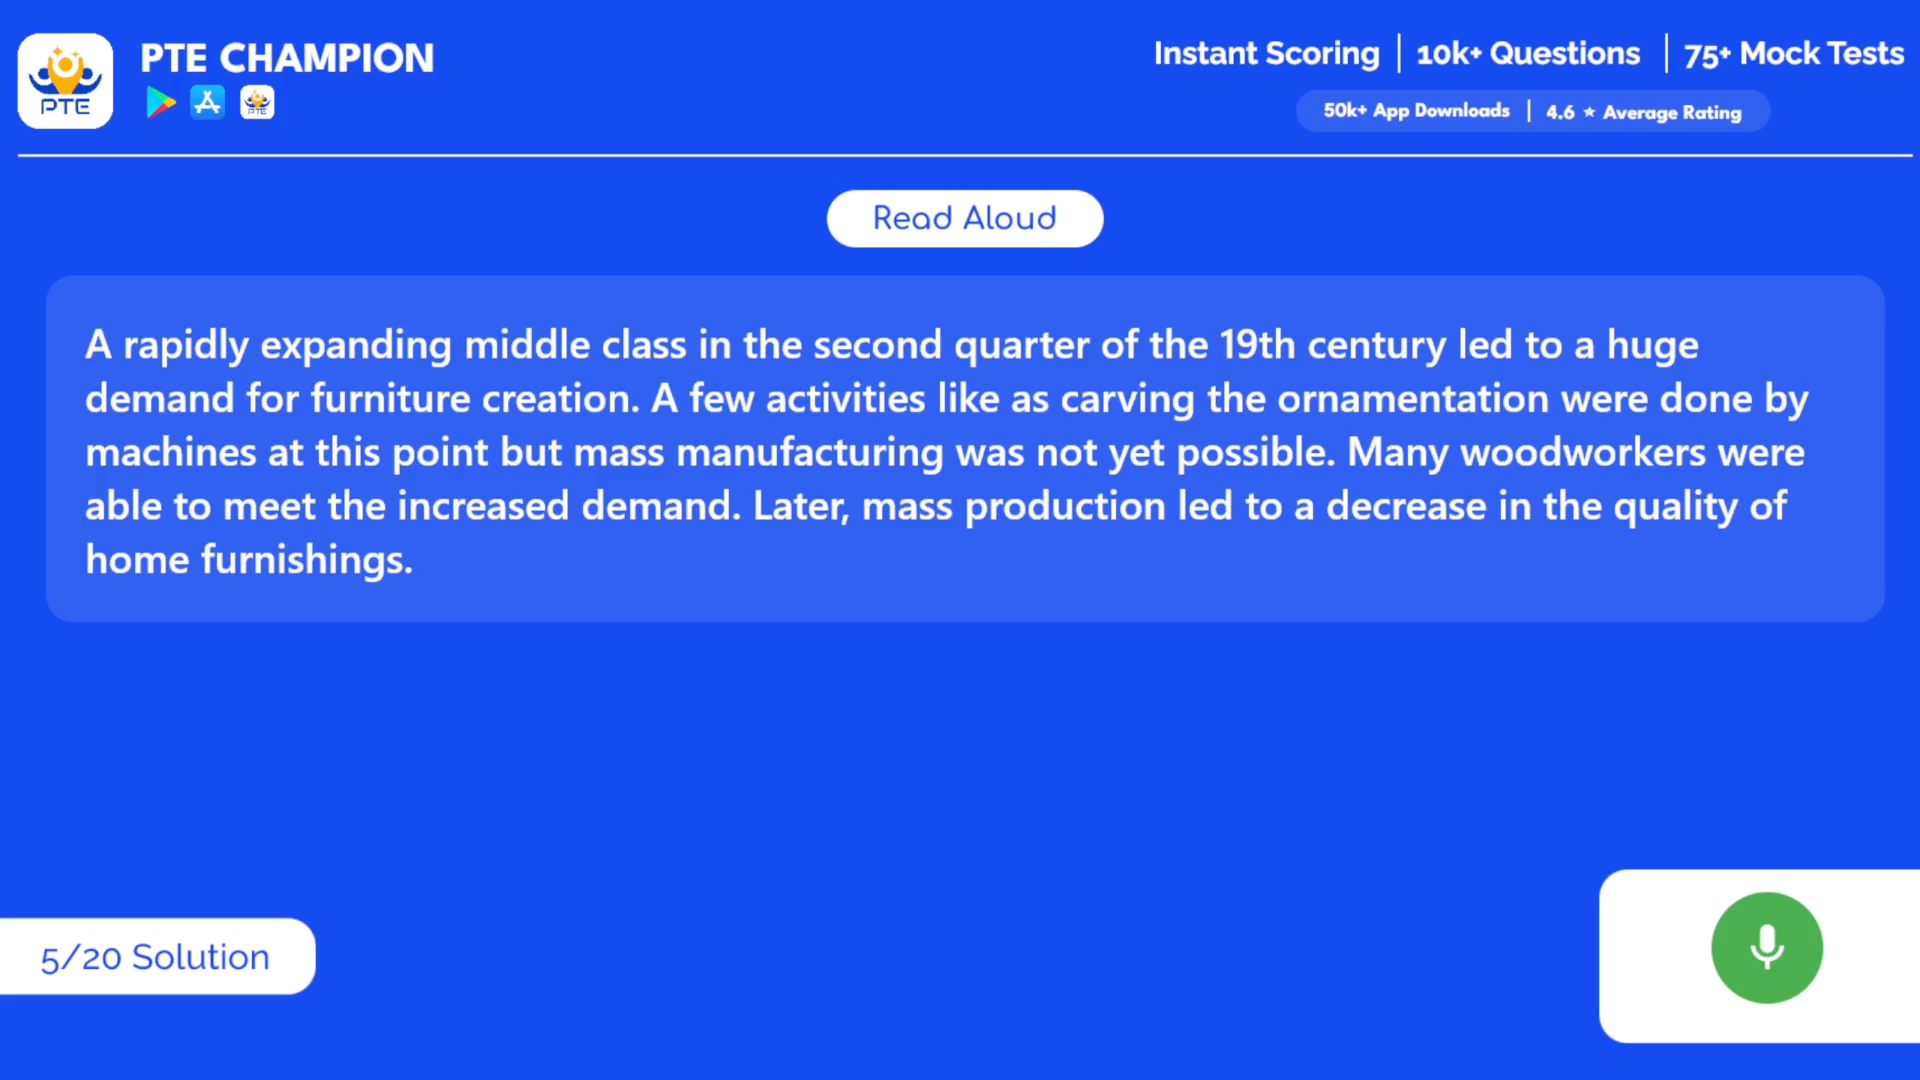 PTE CHAMPION
PTE
PTE
Instant Scoring | 10k+ Questions | 75+ Mock Tests
50k+ App Downloads | 4.6 ★ Average Rating
Read Aloud
A rapidly expanding middle class in the second quarter of the 19th century led to a huge
demand for furniture creation. A few activities like as carving the ornamentation were done by
machines at this point but mass manufacturing was not yet possible. Many woodworkers were
able to meet the increased demand. Later, mass production led to a decrease in the quality of
home furnishings.
5/20 Solution